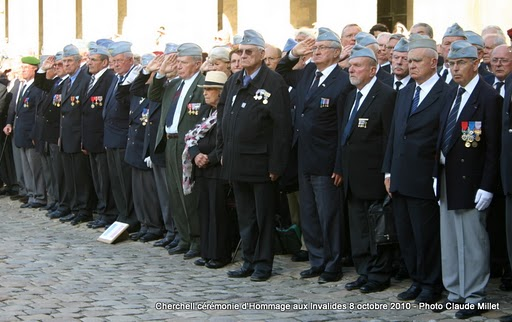 Cherchell cérémonie d'Hommage aux Invalides 8 octobre 2010 - Photo Claude Millet